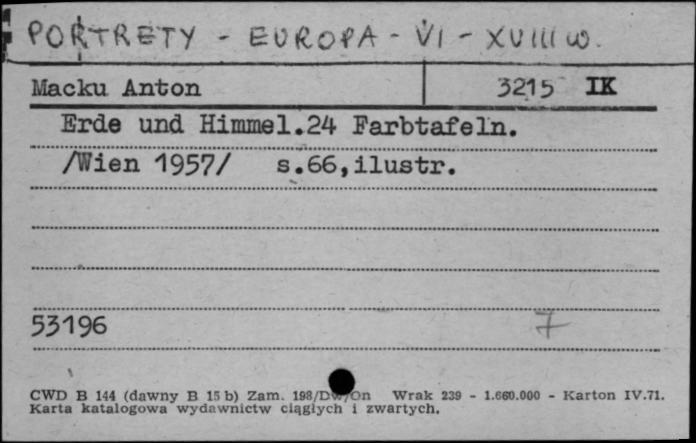 PORTRETY - EUROPA - VI - XVIII W.
Macku Anton 3215 IK
Erde und Himmel.24 Farbtafeln.
/Wien 1957/ s.66,ilustr.
53196 7
CWD B 144 (dawny B 15 b) Zam. 198/Dw/On Wrak 239 - 1.660.000 - Karton IV.71.
Karta katalogowa wydawnictw ciągłych i zwartych.